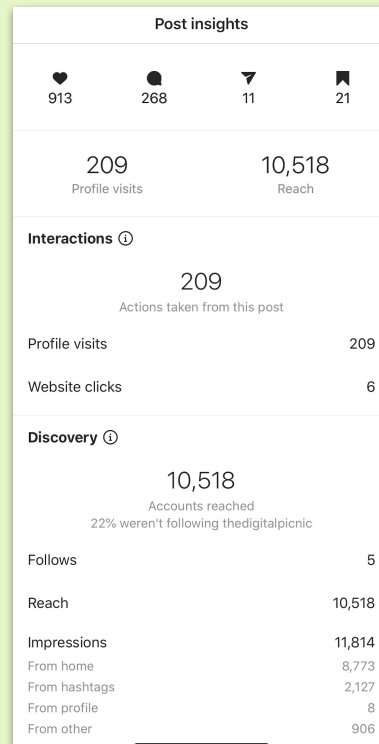 Post insights
913 268 11 21
209 10,518
Profile visits Reach
Interactions
209
Actions taken from this post
Profile visits 209
Website clicks 6
Discovery
10,518
Accounts reached
22% weren't following thedigitalpicnic
Follows 5
Reach 10,518
Impressions 11,814
From home 8,773
From hashtags 2,127
From profile 8
From other 906